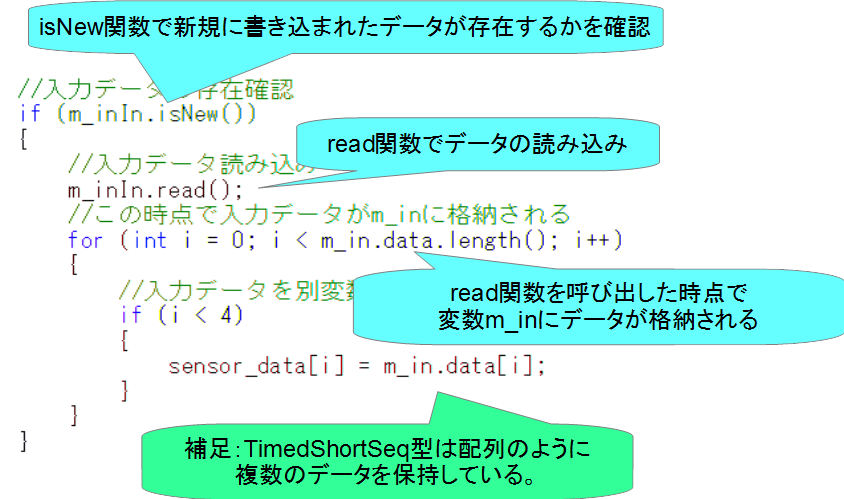 isNew関数で新規に書き込まれたデータが存在するかを確認
//入力データ 存在確認
if (m_inIn.isNew())
{
read関数でデータの読み込み
//入力データ読み込み
m_inIn.read();
//この時点で入力データがm_inに格納される
for (int i = 0; i < m_in.data.length(); i++)
{
//入力データを別変数
read関数を呼び出した時点で
変数m_inにデータが格納される
if (i < 4)
{
sensor_data[i] = m_in.data[i];
}
}
}
補足：TimedShortSeq型は配列のように
複数のデータを保持している。